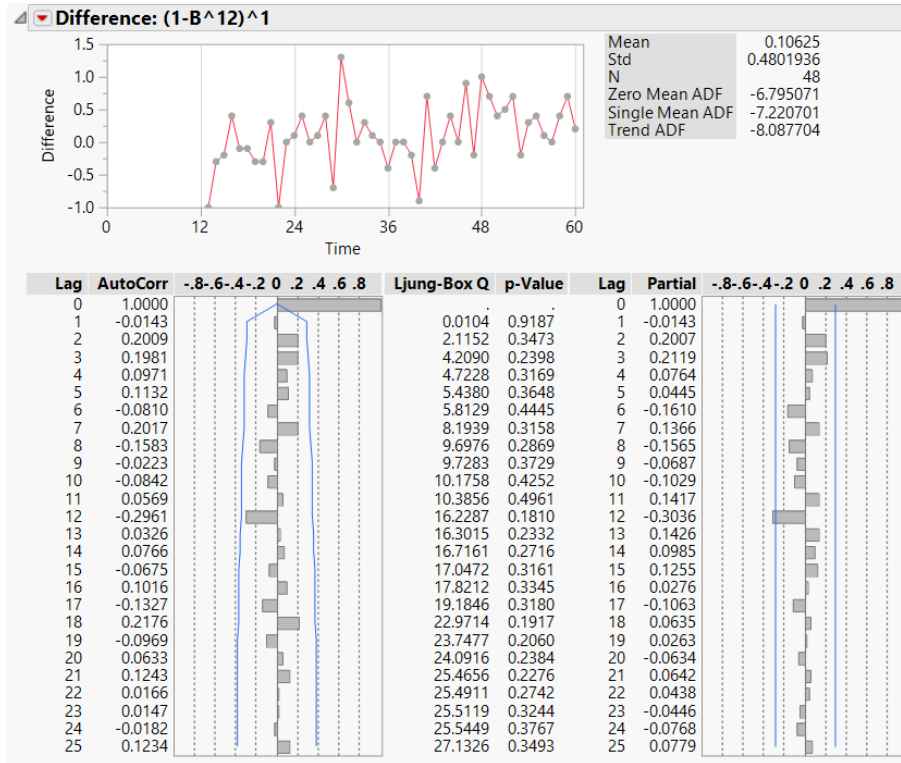 Difference: (1-B^12)^1
1.5
1.0
0.5
0.0
-0.5
-1.0
Difference
0 12 24 36 48 60
Time
Mean 0.10625
Std 0.4801936
N 48
Zero Mean ADF -6.795071
Single Mean ADF -7.220701
Trend ADF -8.087704
Lag AutoCorr -.8-.6-.4-.2 0 .2 .4 .6 .8 Ljung-Box Q p-Value Lag Partial -.8-.6-.4-.2 0 .2 .4 .6 .8
0 1.0000 . . 0 1.0000
1 -0.0143 0.0104 0.9187 1 -0.0143
2 0.2009 2.1152 0.3473 2 0.2007
3 0.1981 4.2090 0.2398 3 0.2119
4 0.0971 4.7228 0.3169 4 0.0764
5 0.1132 5.4380 0.3648 5 0.0445
6 -0.0810 5.8129 0.4445 6 -0.1610
7 0.2017 8.1939 0.3158 7 0.1366
8 -0.1583 9.6976 0.2869 8 -0.1565
9 -0.0223 9.7283 0.3729 9 -0.0687
10 -0.0842 10.1758 0.4252 10 -0.1029
11 0.0569 10.3856 0.4961 11 0.1417
12 -0.2961 16.2287 0.1810 12 -0.3036
13 0.0326 16.3015 0.2332 13 0.1426
14 0.0766 16.7161 0.2716 14 0.0985
15 -0.0675 17.0472 0.3161 15 0.1255
16 0.1016 17.8212 0.3345 16 0.0276
17 -0.1327 19.1846 0.3180 17 -0.1063
18 0.2176 22.9714 0.1917 18 0.0635
19 -0.0969 23.7477 0.2060 19 0.0263
20 0.0633 24.0916 0.2384 20 -0.0634
21 0.1243 25.4656 0.2276 21 0.0642
22 0.0166 25.4911 0.2742 22 0.0438
23 0.0147 25.5119 0.3244 23 -0.0446
24 -0.0182 25.5449 0.3767 24 -0.0768
25 0.1234 27.1326 0.3493 25 0.0779